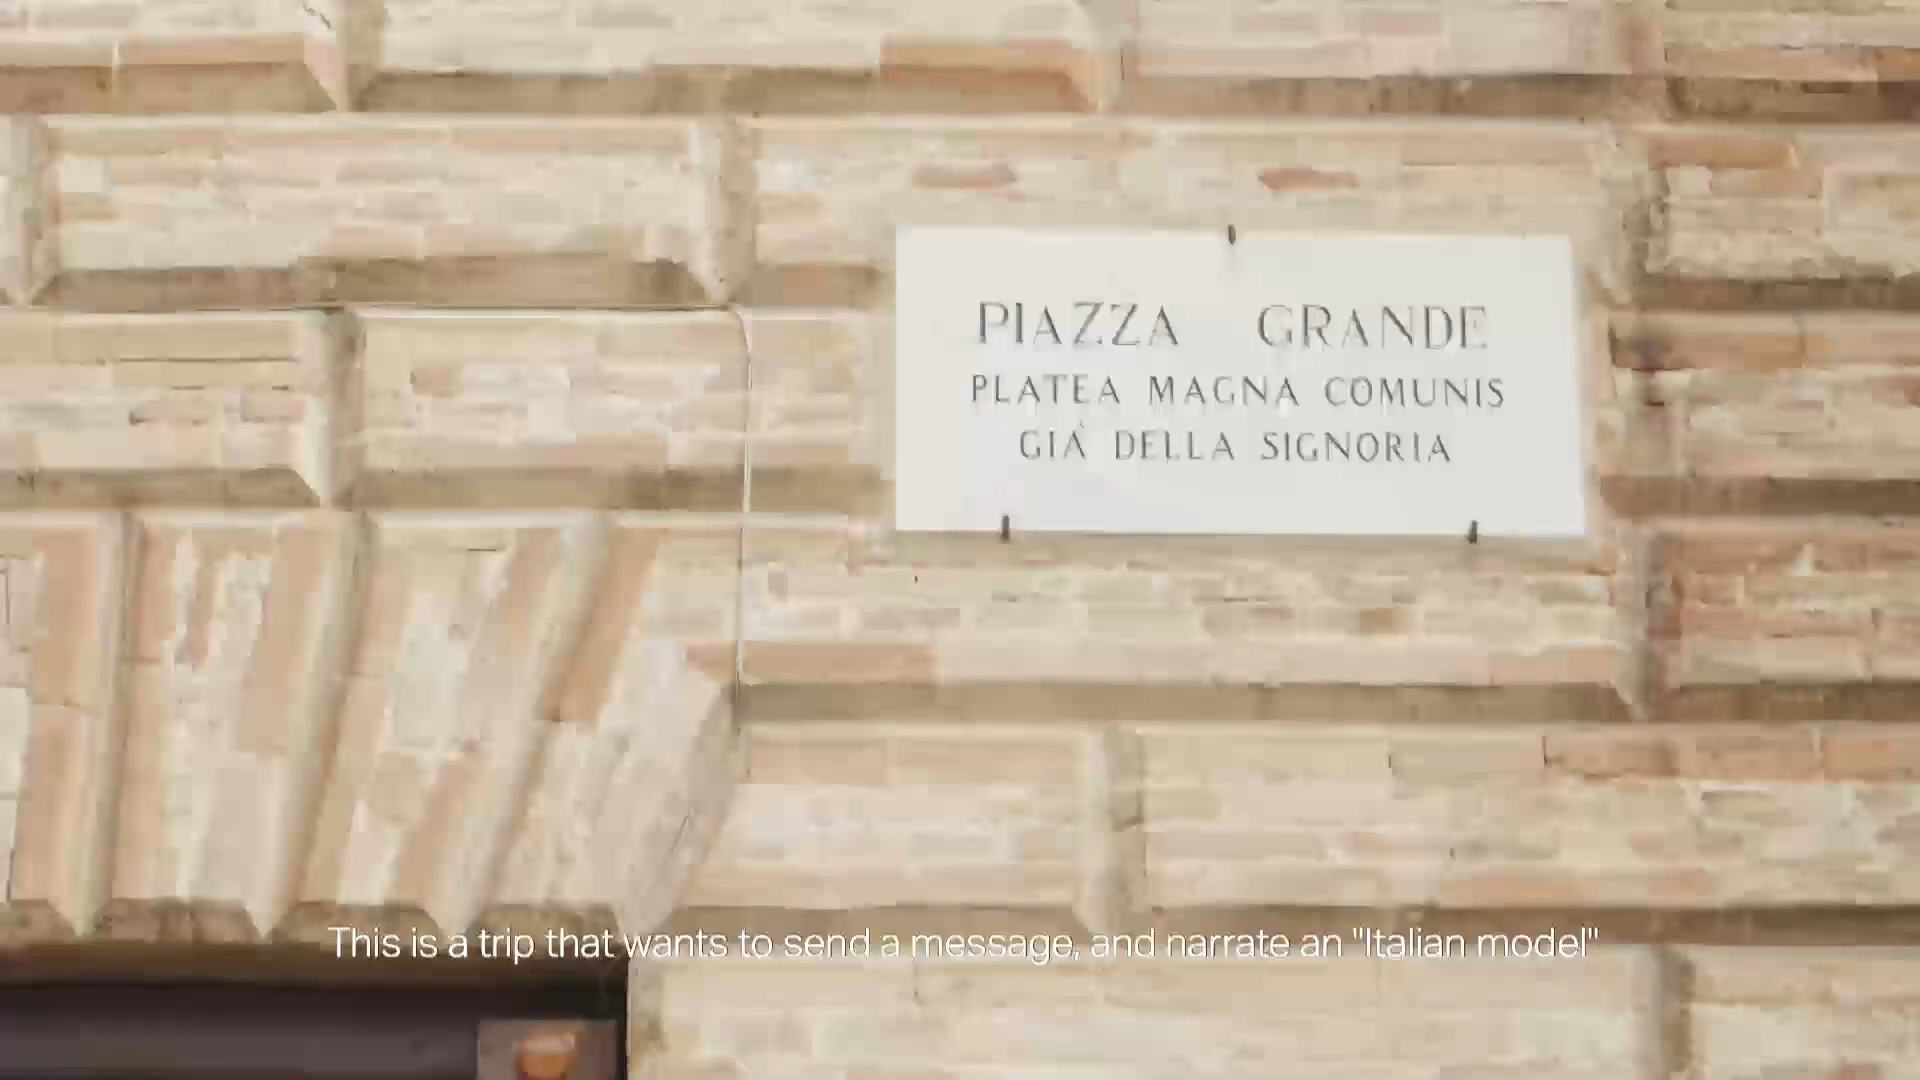 PIAZZA GRANDE
PLATEA MAGNA COMUNIS
GIÀ DELLA SIGNORIA
This is a trip that wants to send a message, and narrate an "Italian model"